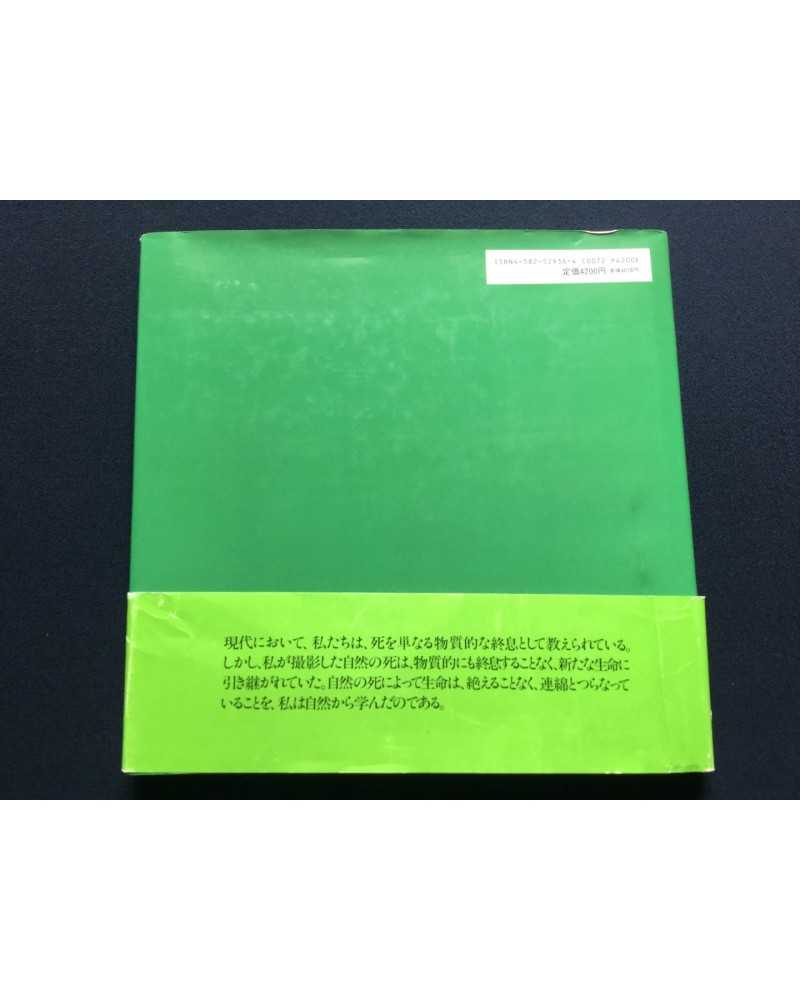 ISBN4-582-52936-4 C0072 P4200E
定価4200円
現代において、私たちは、死を単なる物質的な終息として教えられている。
しかし、私が撮影した自然の死は、物質的にも終息することなく、新たな生命に
引き継がれていた。自然の死によって生命は、絶えることなく、連綿とつらなって
いることを、私は自然から学んだのである。